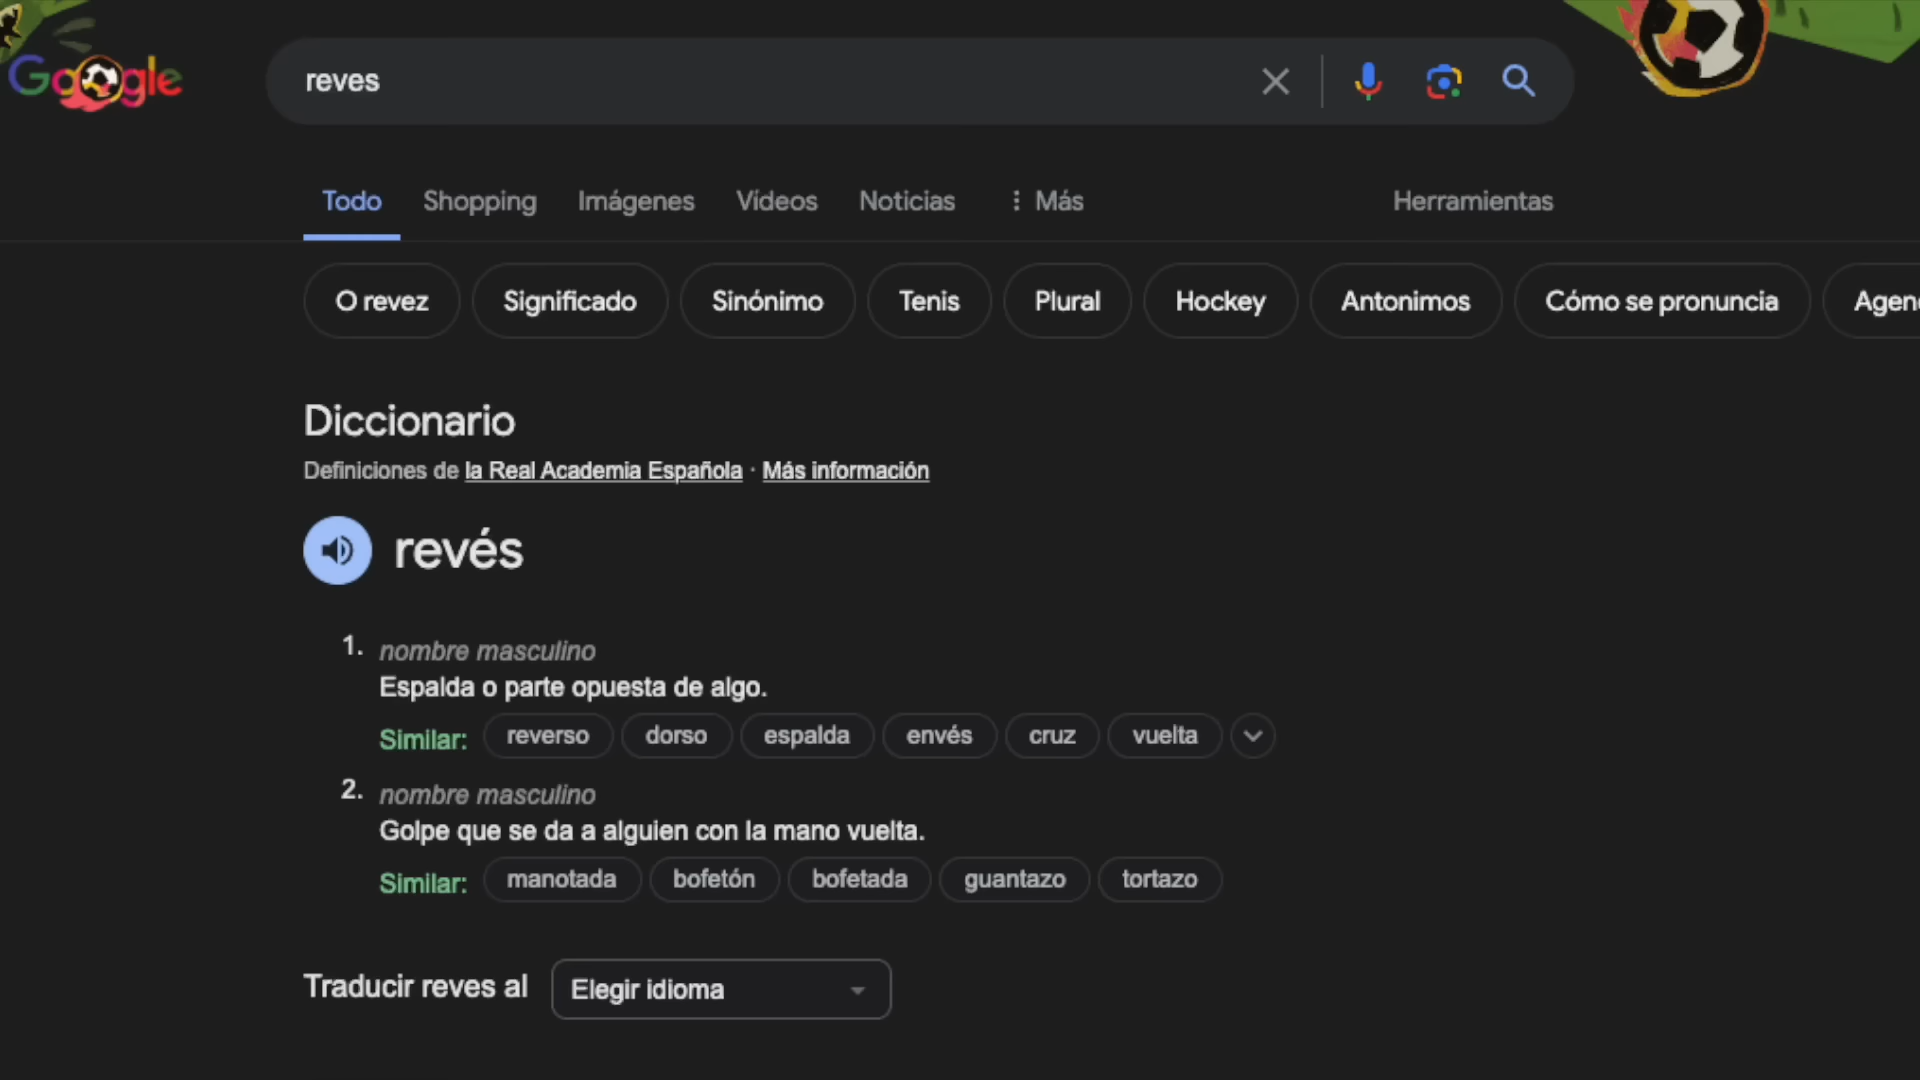 Google
reves
Todo Shopping Imágenes Vídeos Noticias Más Herramientas
O revez Significado Sinónimo Tenis Plural Hockey Antonimos Cómo se pronuncia Agen
Diccionario
Definiciones de la Real Academia Española · Más información
revés
1. nombre masculino
Espalda o parte opuesta de algo.
Similar: reverso dorso espalda envés cruz vuelta
2. nombre masculino
Golpe que se da a alguien con la mano vuelta.
Similar: manotada bofetón bofetada guantazo tortazo
Traducir reves al Elegir idioma